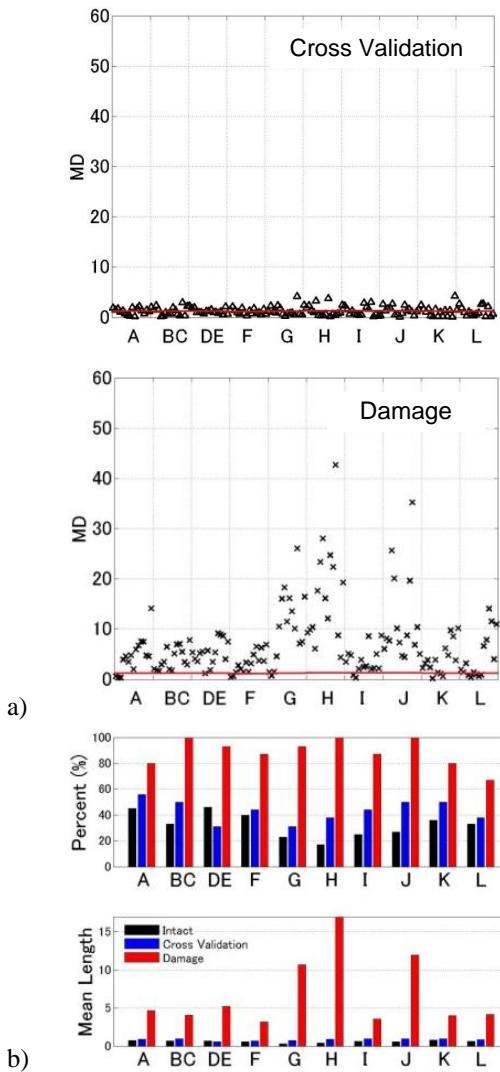 60
Cross Validation
50
40
MD
30
20
10
0
A BC DE F G H I J K L
60
Damage
50
40
MD
30
20
10
0
a)
A BC DE F G H I J K L
100
80
Percent (%)
60
40
20
0
A BC DE F G H I J K L
15
Intact
Cross Validation
Mean Length
10
Damage
5
0
b)
A BC DE F G H I J K L